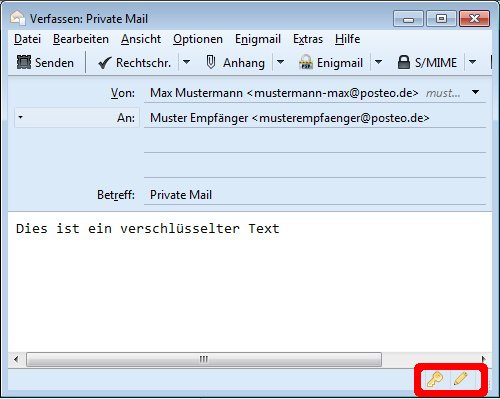 Verfassen: Private Mail
Datei Bearbeiten Ansicht Optionen Enigmail Extras Hilfe
Senden Rechtschr. Anhang Enigmail S/MIME
Von: Max Mustermann <mustermann-max@posteo.de> must...
An: Muster Empfänger <musterempfaenger@posteo.de>
Betreff: Private Mail
Dies ist ein verschlüsselter Text